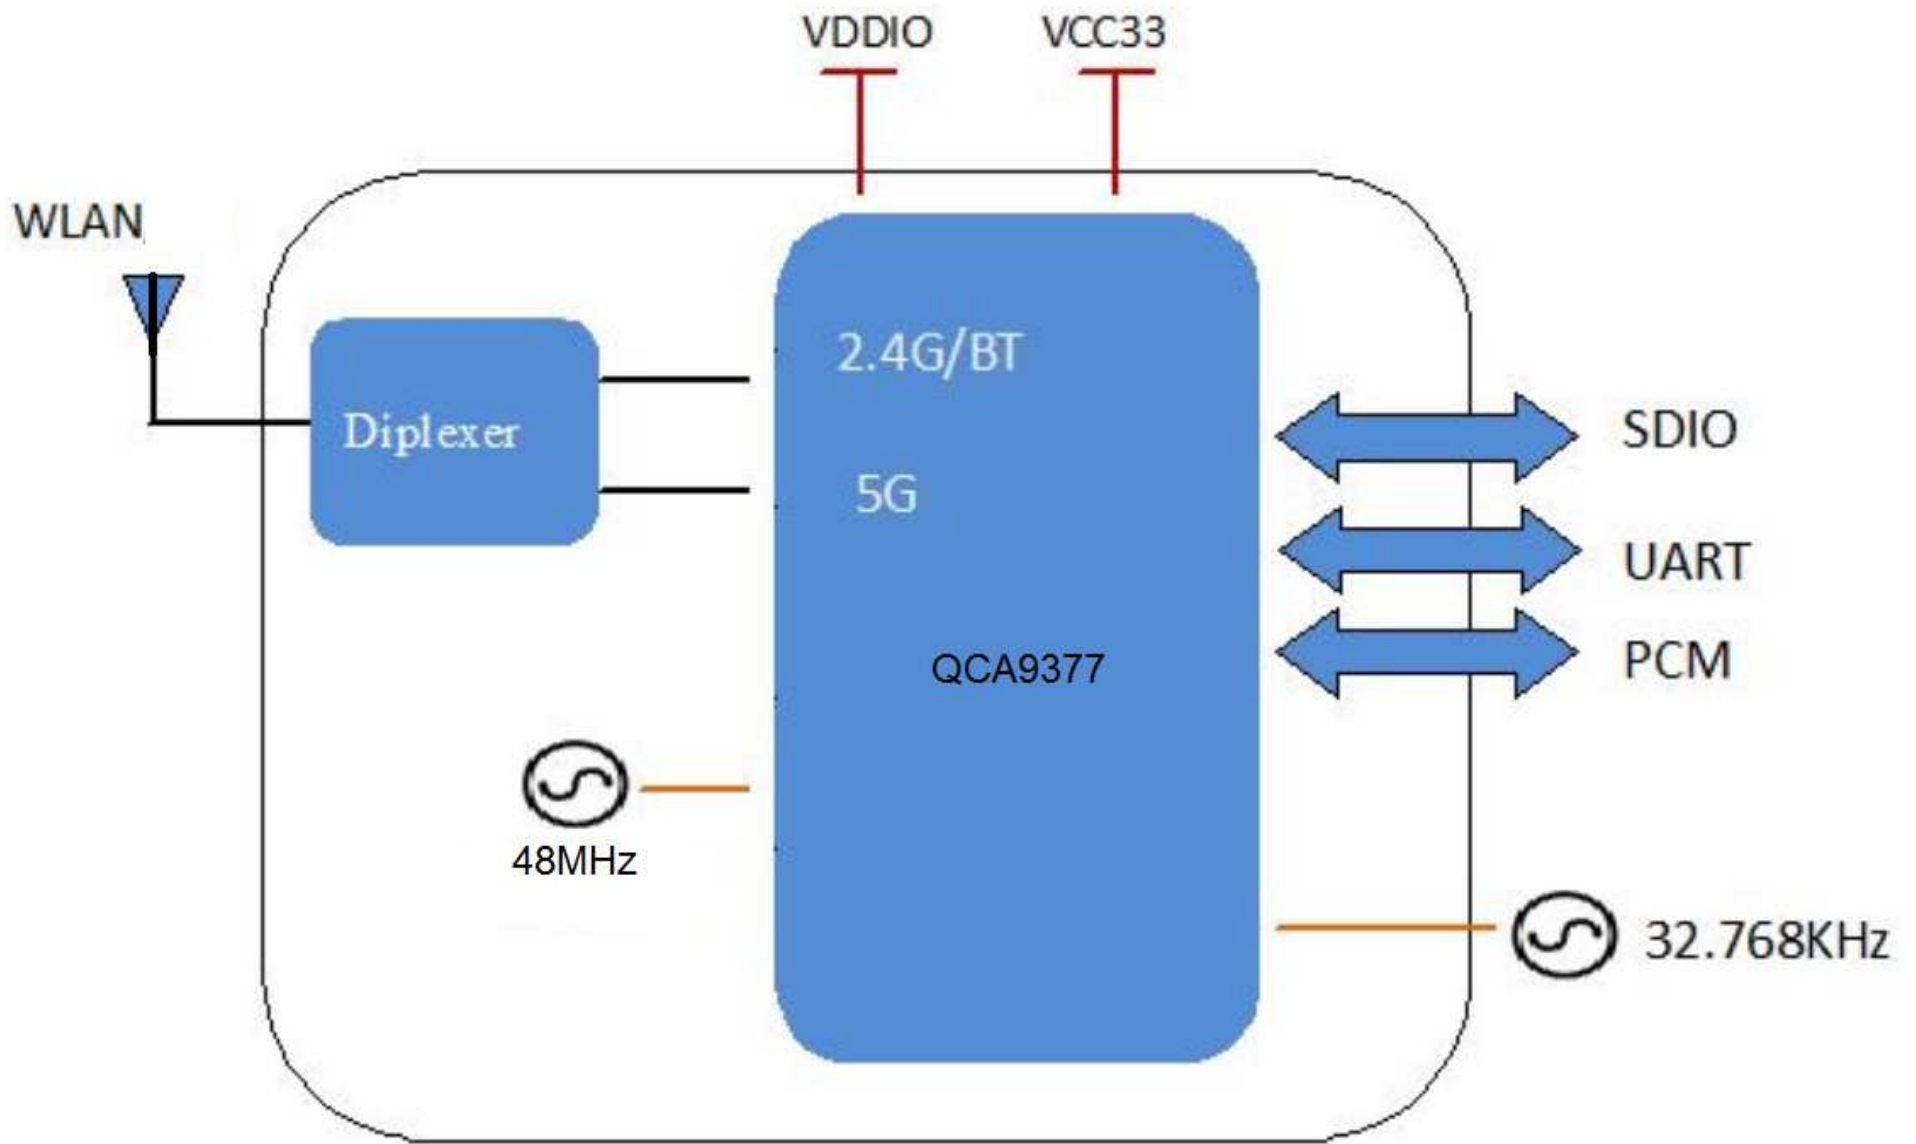 VDDIO
VCC33
WLAN
2.4G/BT
Diplexer
5G
SDIO
UART
PCM
QCA9377
48MHz
32.768KHz